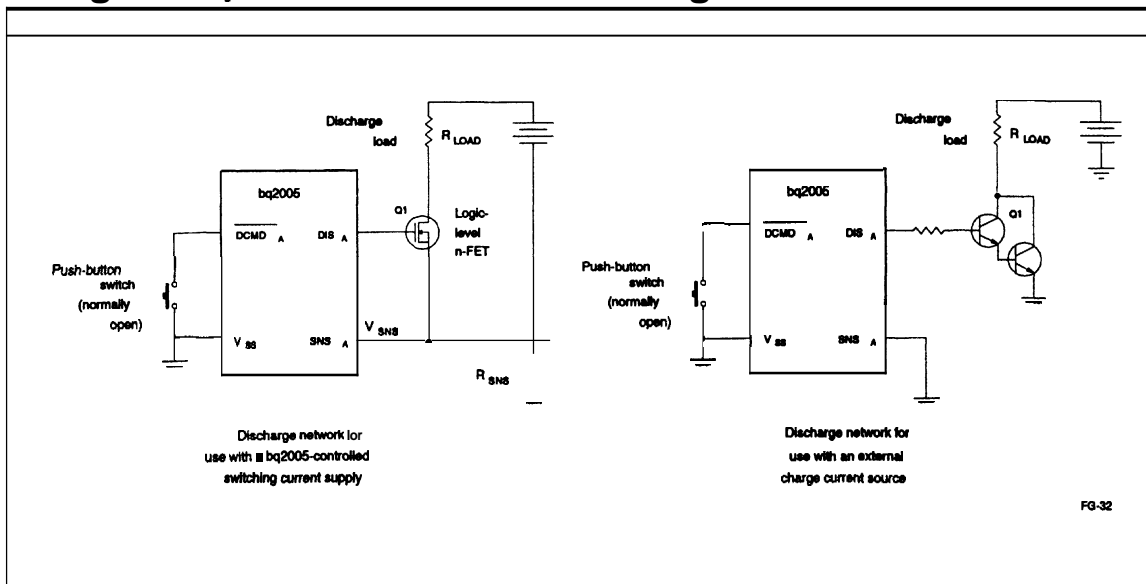 Discharge
load
R LOAD
bq2005
DCMD A
DIS A
Q1
Logic-
level
n-FET
Push-button
switch
(normally
open)
V SS
SNS A
V SNS
R SNS
Discharge network for
use with bq2005-controlled
switching current supply
Discharge
load
R LOAD
bq2005
DCMD A
DIS A
Q1
Push-button
switch
(normally
open)
V SS
SNS A
Discharge network for
use with an external
charge current source
FG-32